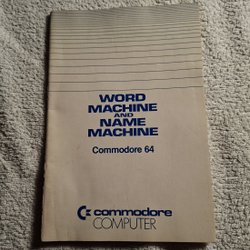 WORD
MACHINE
AND
NAME
MACHINE
Commodore 64
commodore
COMPUTER